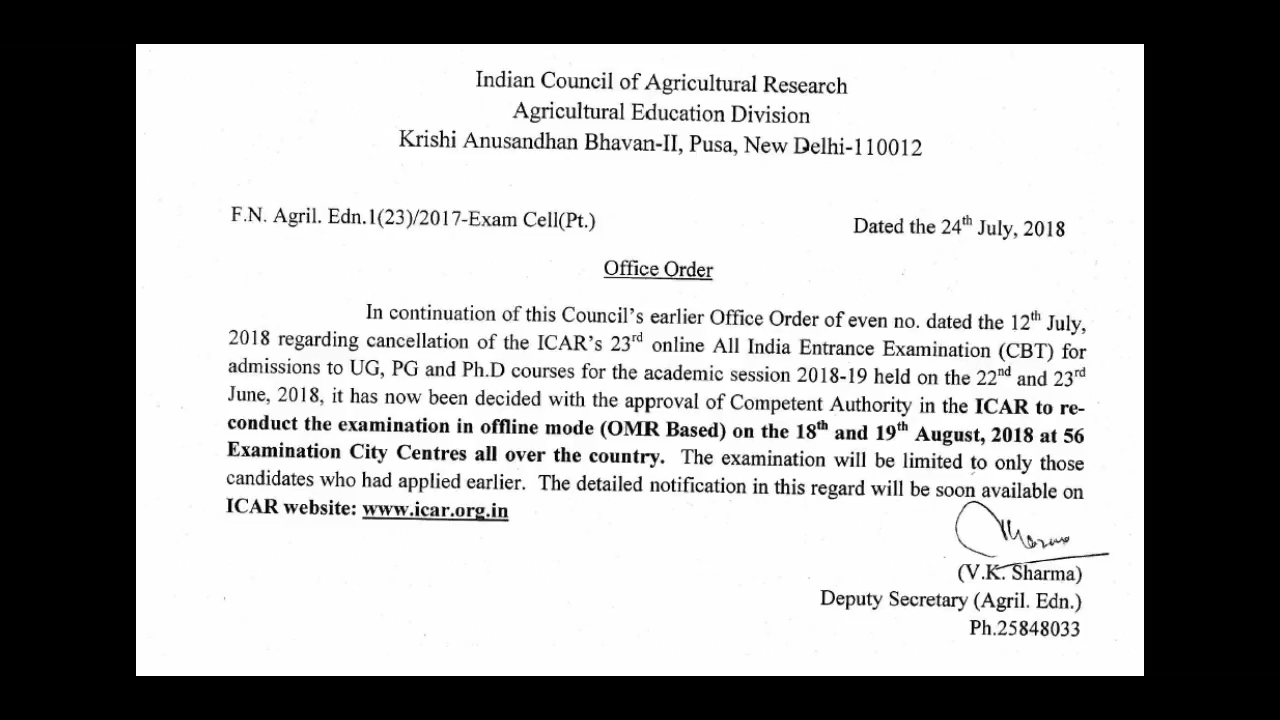 Indian Council of Agricultural Research
Agricultural Education Division
Krishi Anusandhan Bhavan-II, Pusa, New Delhi-110012
F.N. Agril. Edn.1(23)/2017-Exam Cell(Pt.)
Dated the 24th July, 2018
Office Order
In continuation of this Council's earlier Office Order of even no. dated the 12th July,
2018 regarding cancellation of the ICAR's 23rd online All India Entrance Examination (CBT) for
admissions to UG, PG and Ph.D courses for the academic session 2018-19 held on the 22nd and 23rd
June, 2018, it has now been decided with the approval of Competent Authority in the ICAR to re-
conduct the examination in offline mode (OMR Based) on the 18th and 19th August, 2018 at 56
Examination City Centres all over the country. The examination will be limited to only those
candidates who had applied earlier. The detailed notification in this regard will be soon available on
ICAR website: www.icar.org.in
(V.K. Sharma)
Deputy Secretary (Agril. Edn.)
Ph.25848033